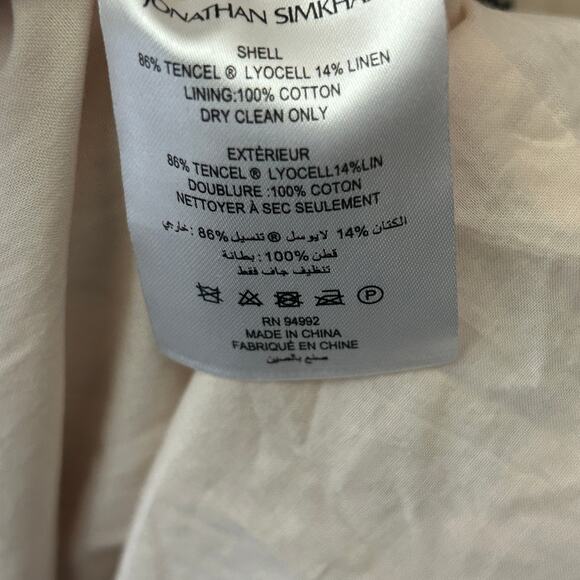 JONATHAN SIMKHAI
SHELL
86% TENCEL ® LYOCELL 14% LINEN
LINING:100% COTTON
DRY CLEAN ONLY
EXTÉRIEUR
86% TENCEL ® LYOCELL14%LIN
DOUBLURE :100% COTON
NETTOYER À SEC SEULEMENT
الكتان %14 لايوسل ® تنسيل %86 : خارجي
قطن %100: بطانة
تنظيف جاف فقط
P
RN 94992
MADE IN CHINA
FABRIQUÉ EN CHINE
صنع بالصين